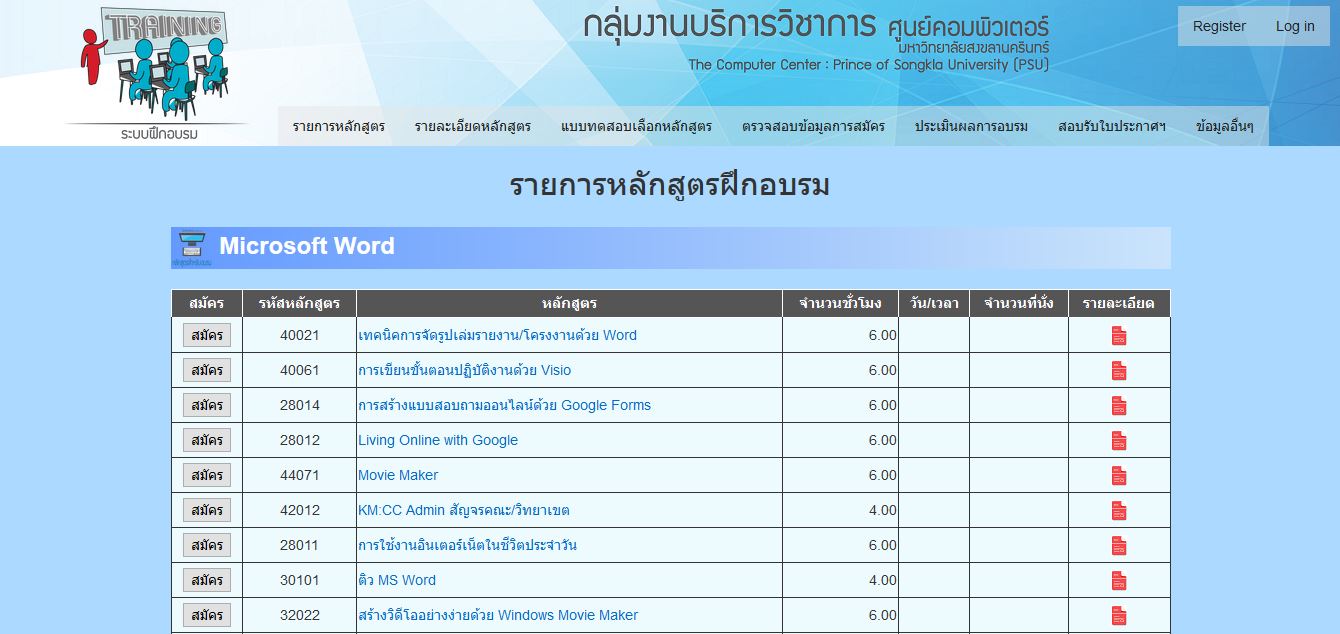 TRAINING
ระบบฝึกอบรม
กลุ่มงานบริการวิชาการ ศูนย์คอมพิวเตอร์
มหาวิทยาลัยสงขลานครินทร์
The Computer Center : Prince of Songkla University (PSU)
Register Log in
รายการหลักสูตร รายละเอียดหลักสูตร แบบทดสอบเลือกหลักสูตร ตรวจสอบข้อมูลการสมัคร ประเมินผลการอบรม สอบรับใบประกาศฯ ข้อมูลอื่นๆ
รายการหลักสูตรฝึกอบรม
Microsoft Word
สมัคร รหัสหลักสูตร หลักสูตร จำนวนชั่วโมง วัน/เวลา จำนวนที่นั่ง รายละเอียด
สมัคร 40021 เทคนิคการจัดรูปเล่มรายงาน/โครงงานด้วย Word 6.00
สมัคร 40061 การเขียนขั้นตอนปฏิบัติงานด้วย Visio 6.00
สมัคร 28014 การสร้างแบบสอบถามออนไลน์ด้วย Google Forms 6.00
สมัคร 28012 Living Online with Google 6.00
สมัคร 44071 Movie Maker 6.00
สมัคร 42012 KM:CC Admin สัญจรคณะ/วิทยาเขต 4.00
สมัคร 28011 การใช้งานอินเตอร์เน็ตในชีวิตประจำวัน 6.00
สมัคร 30101 ติว MS Word 4.00
สมัคร 32022 สร้างวิดีโออย่างง่ายด้วย Windows Movie Maker 6.00